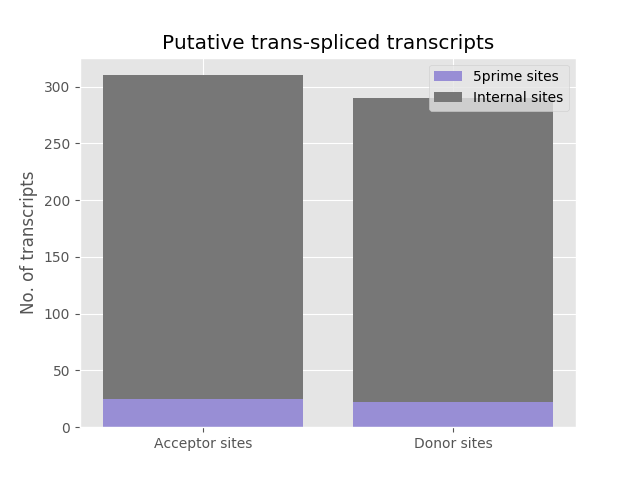 Putative trans-spliced transcripts
5prime sites
Internal sites
No. of transcripts
300
250
200
150
100
50
0
Acceptor sites
Donor sites